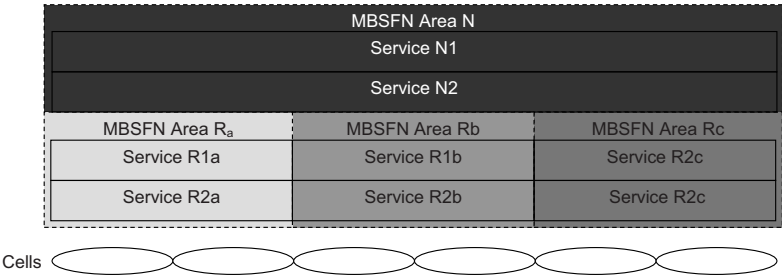 MBSFN Area N
Service N1
Service N2
MBSFN Area Ra MBSFN Area Rb MBSFN Area Rc
Service R1a Service R1b Service R2c
Service R2a Service R2b Service R2c
Cells